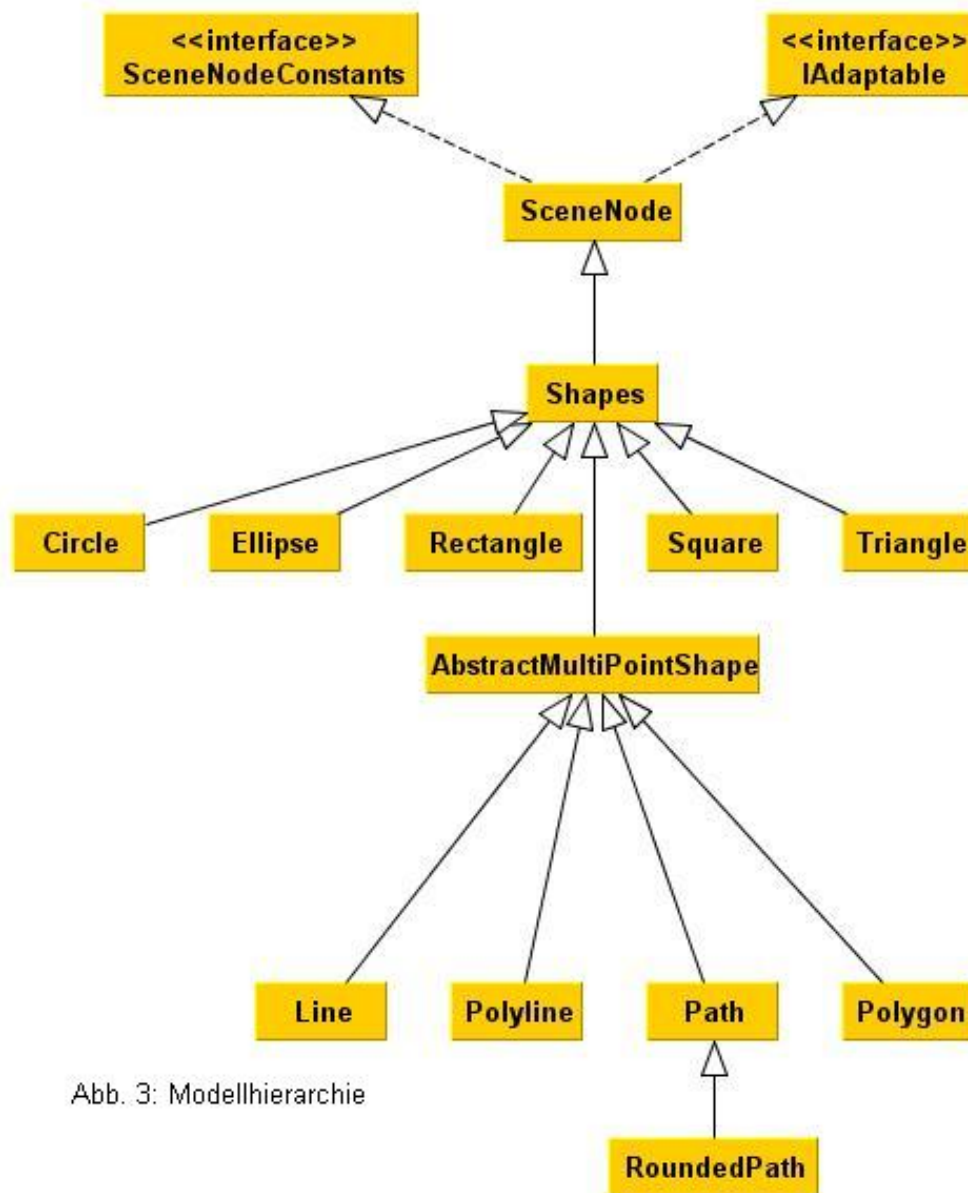 <<interface>>
SceneNodeConstants
<<interface>>
IAdaptable
SceneNode
Shapes
Circle
Ellipse
Rectangle
Square
Triangle
AbstractMultiPointShape
Line
Polyline
Path
Polygon
Abb. 3: Modellhierarchie
RoundedPath